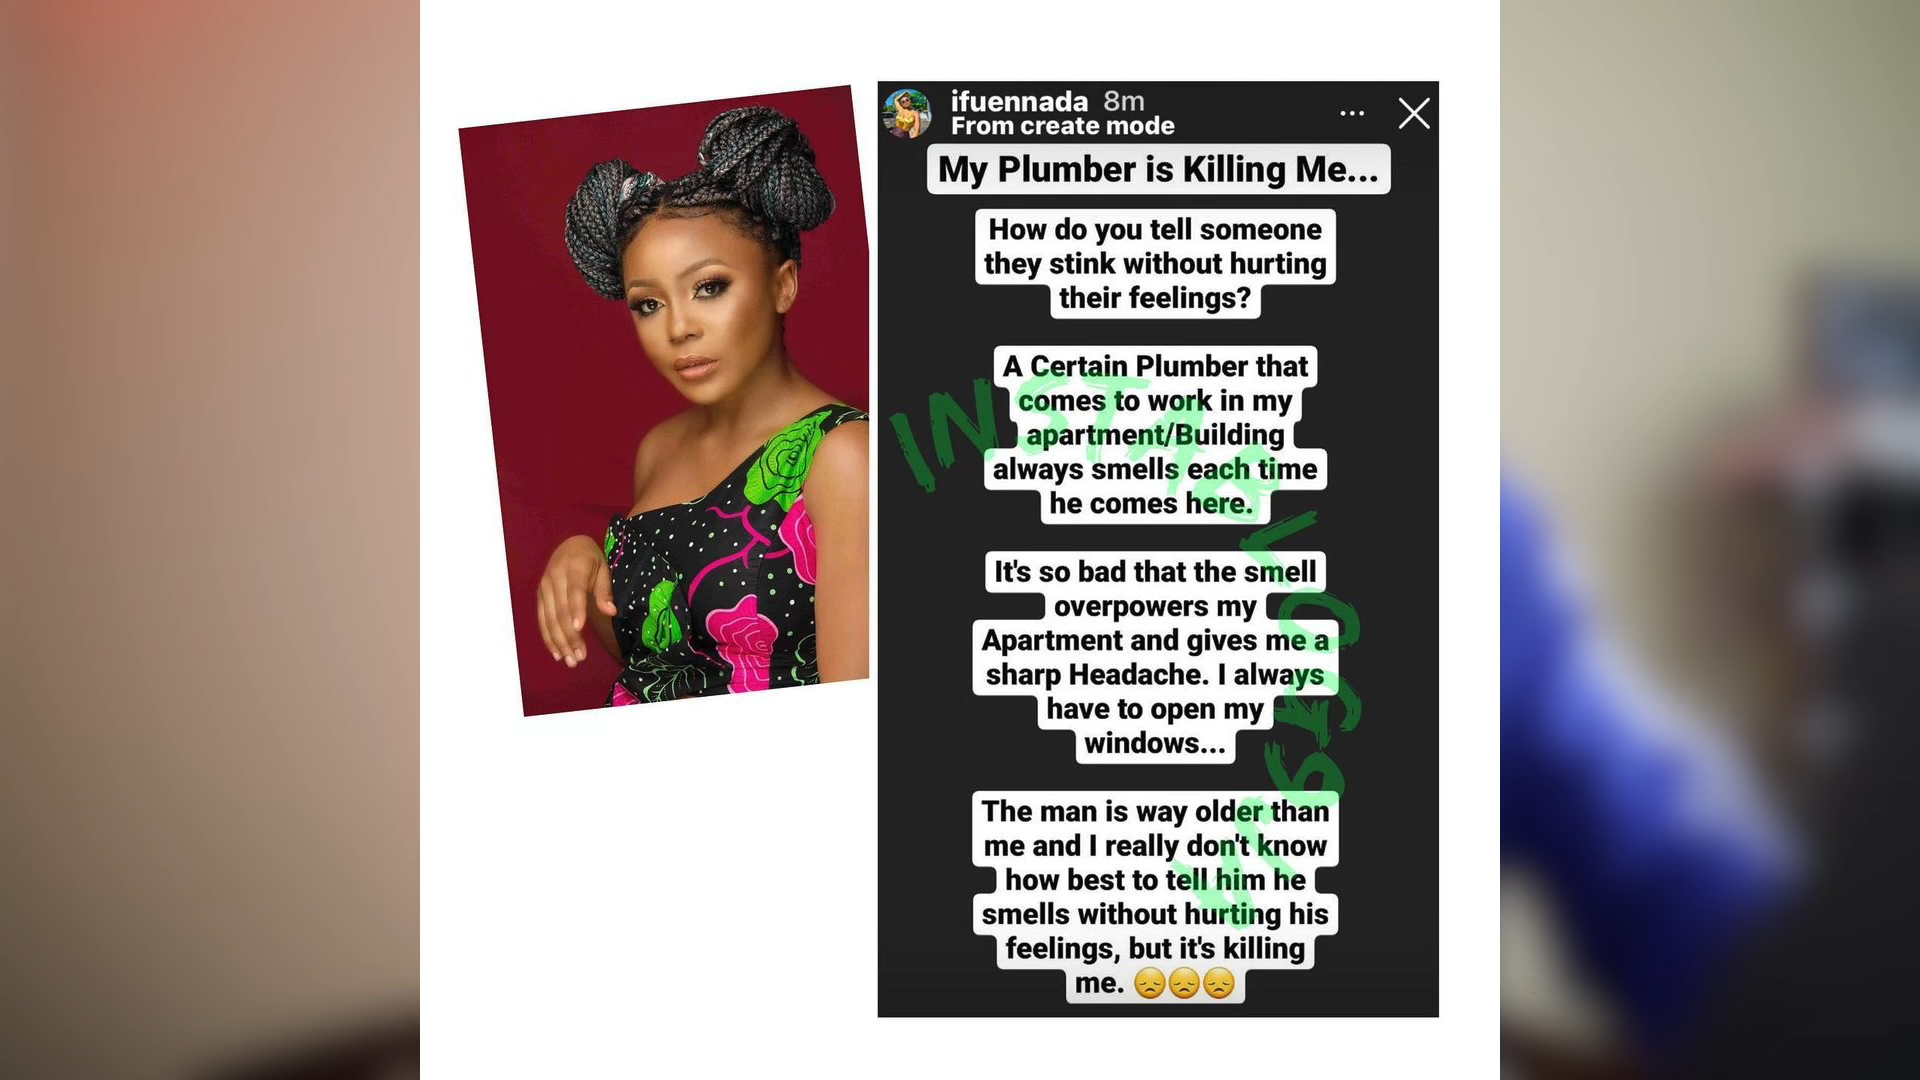 ifuennada 8m
From create mode
My Plumber is Killing Me...
How do you tell someone
they stink without hurting
their feelings?
A Certain Plumber that
comes to work in my
apartment/Building
always smells each time
he comes here.
It's so bad that the smell
overpowers my
Apartment and gives me a
sharp Headache. I always
have to open my
windows...
The man is way older than
me and I really don't know
how best to tell him he
smells without hurting his
feelings, but it's killing
me. 😞😞😞
INSTABLOG9JA